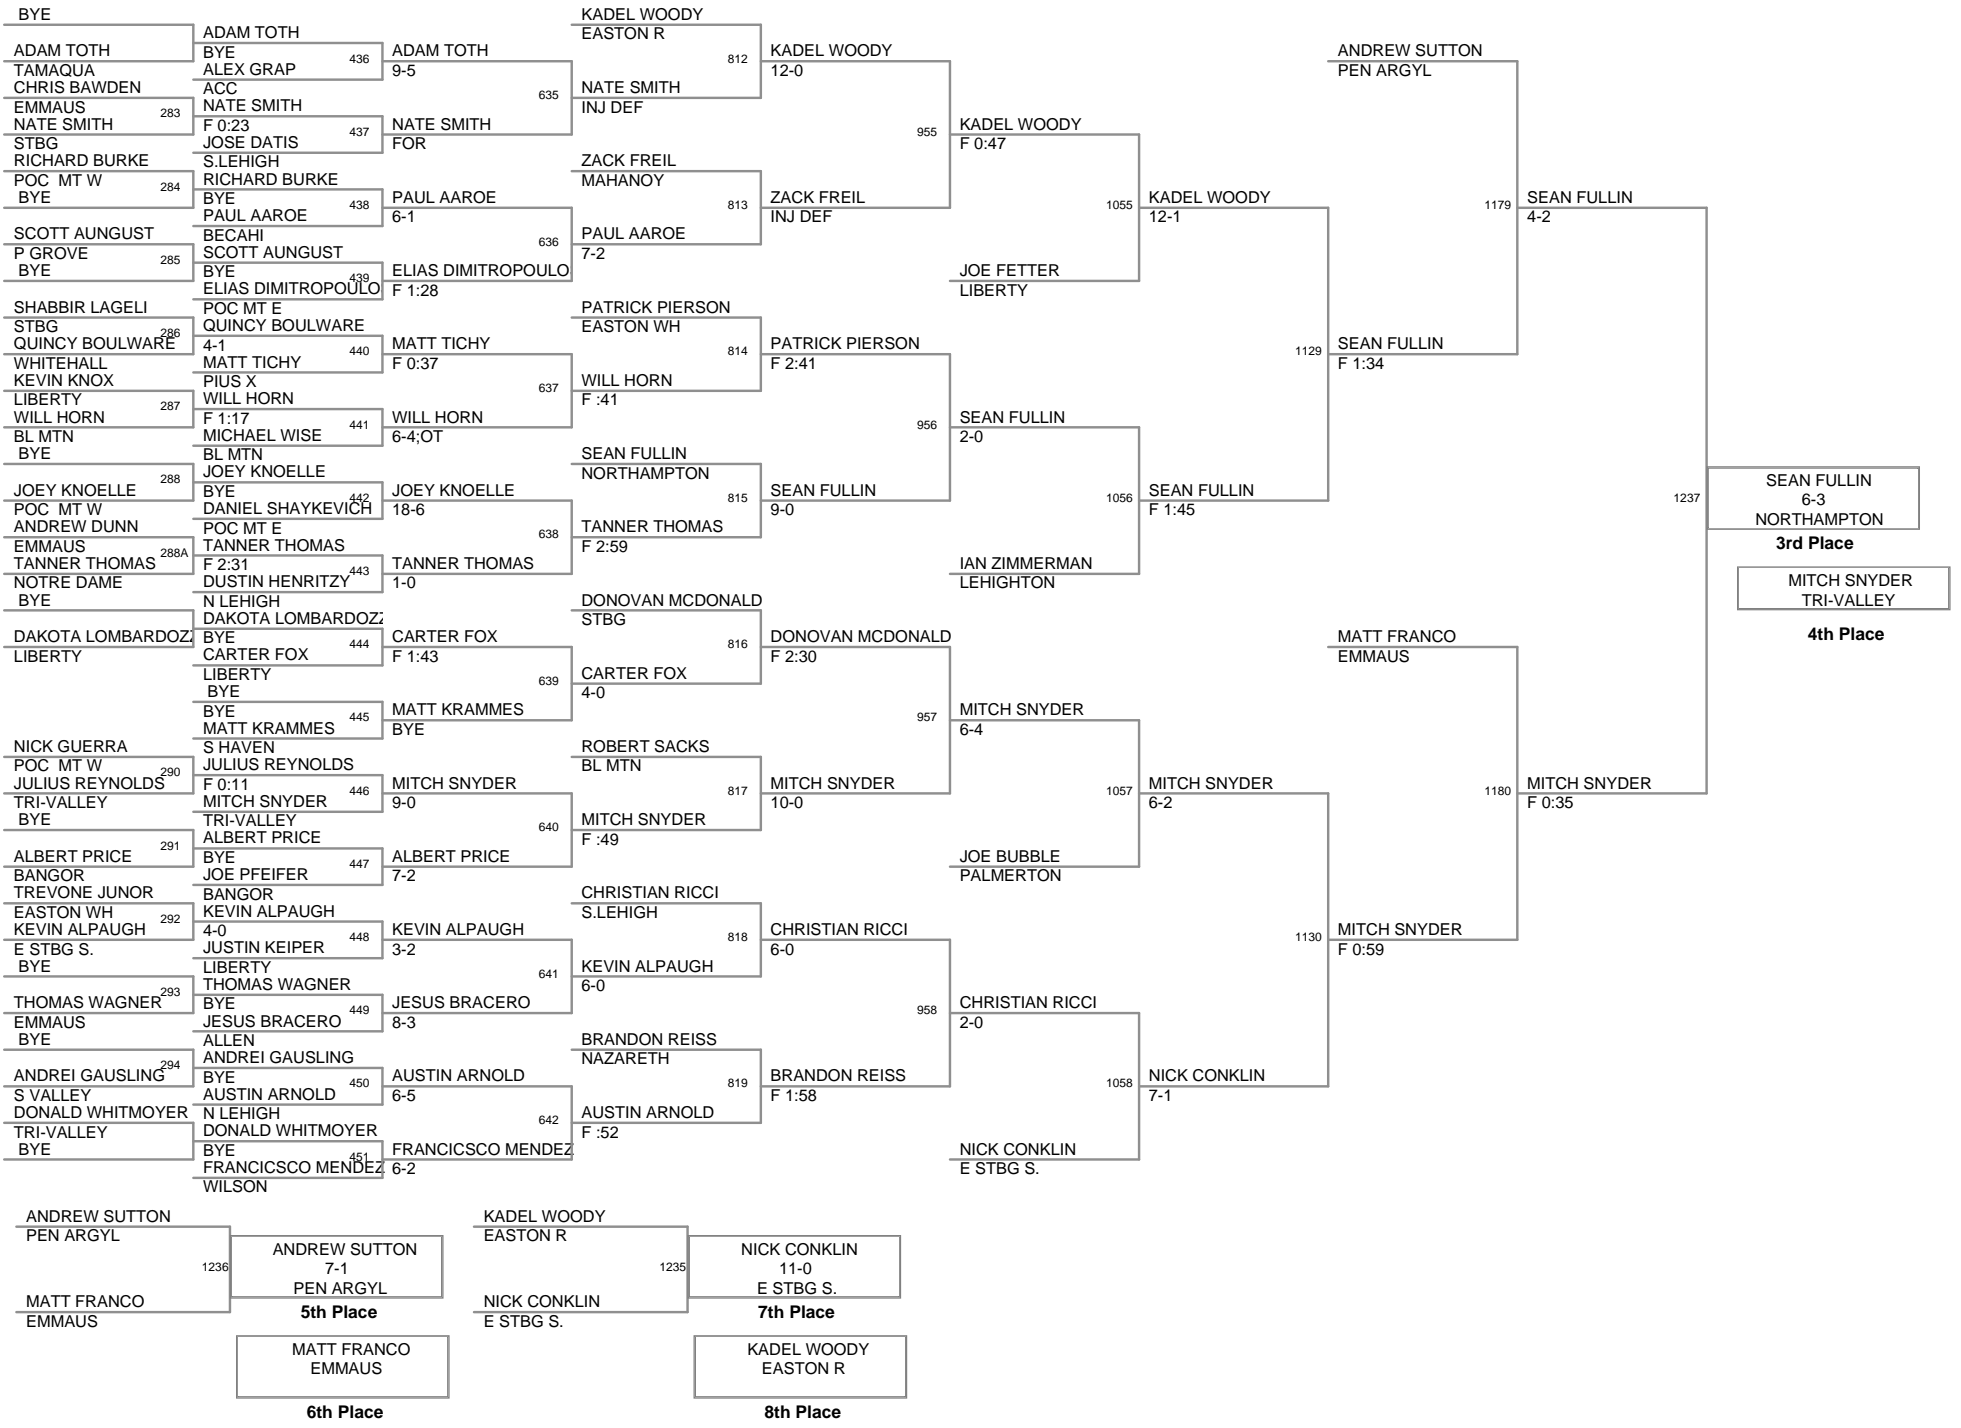 BYE
ADAM TOTH
TAMAQUA
CHRIS BAWDEN
EMMAUS
283
NATE SMITH
STBG
RICHARD BURKE
POC  MT W
284
BYE
SCOTT AUNGUST
P GROVE
285
BYE
SHABBIR LAGELI
STBG
286
QUINCY BOULWARE
WHITEHALL
KEVIN KNOX
LIBERTY
287
WILL HORN
BL MTN
BYE
288
JOEY KNOELLE
POC  MT W
ANDREW DUNN
EMMAUS
288A
TANNER THOMAS
NOTRE DAME
BYE
DAKOTA LOMBARDOZZ
LIBERTY
NICK GUERRA
POC  MT W
290
JULIUS REYNOLDS
TRI-VALLEY
BYE
291
ALBERT PRICE
BANGOR
TREVONE JUNOR
EASTON WH
292
KEVIN ALPAUGH
E STBG S.
BYE
293
THOMAS WAGNER
EMMAUS
BYE
294
ANDREI GAUSLING
S VALLEY
DONALD WHITMOYER
TRI-VALLEY
BYE
ADAM TOTH
BYE
436
ALEX GRAP
ACC
NATE SMITH
F 0:23
437
JOSE DATIS
S.LEHIGH
RICHARD BURKE
BYE
438
PAUL AAROE
BECAHI
SCOTT AUNGUST
BYE
439
ELIAS DIMITROPOULO
POC MT E
QUINCY BOULWARE
4-1
440
MATT TICHY
PIUS X
WILL HORN
F 1:17
441
MICHAEL WISE
BL MTN
JOEY KNOELLE
BYE
442
DANIEL SHAYKEVICH
POC MT E
TANNER THOMAS
F 2:31
443
DUSTIN HENRITZY
N LEHIGH
DAKOTA LOMBARDOZZ
BYE
444
CARTER FOX
LIBERTY
BYE
BYE
445
MATT KRAMMES
S HAVEN
JULIUS REYNOLDS
F 0:11
446
MITCH SNYDER
TRI-VALLEY
ALBERT PRICE
BYE
447
JOE PFEIFER
BANGOR
KEVIN ALPAUGH
4-0
448
JUSTIN KEIPER
LIBERTY
THOMAS WAGNER
BYE
449
JESUS BRACERO
ALLEN
ANDREI GAUSLING
BYE
450
AUSTIN ARNOLD
N LEHIGH
DONALD WHITMOYER
BYE
451
FRANCICSCO MENDEZ
WILSON
ADAM TOTH
9-5
635
NATE SMITH
FOR
PAUL AAROE
6-1
636
ELIAS DIMITROPOULO
F 1:28
MATT TICHY
F 0:37
637
WILL HORN
6-4;OT
JOEY KNOELLE
18-6
638
TANNER THOMAS
1-0
CARTER FOX
F 1:43
639
MATT KRAMMES
BYE
MITCH SNYDER
9-0
640
ALBERT PRICE
7-2
KEVIN ALPAUGH
3-2
641
JESUS BRACERO
8-3
AUSTIN ARNOLD
6-5
642
FRANCICSCO MENDEZ
6-2
KADEL WOODY
EASTON R
812
NATE SMITH
INJ DEF
ZACK FREIL
MAHANOY
813
PAUL AAROE
7-2
PATRICK PIERSON
EASTON WH
814
WILL HORN
F :41
SEAN FULLIN
NORTHAMPTON
815
TANNER THOMAS
F 2:59
DONOVAN MCDONALD
STBG
816
CARTER FOX
4-0
ROBERT SACKS
BL MTN
817
MITCH SNYDER
F :49
CHRISTIAN RICCI
S.LEHIGH
818
KEVIN ALPAUGH
6-0
BRANDON REISS
NAZARETH
819
AUSTIN ARNOLD
F :52
KADEL WOODY
12-0
955
ZACK FREIL
INJ DEF
PATRICK PIERSON
F 2:41
956
SEAN FULLIN
9-0
DONOVAN MCDONALD
F 2:30
957
MITCH SNYDER
10-0
CHRISTIAN RICCI
6-0
958
BRANDON REISS
F 1:58
KADEL WOODY
F 0:47
1055
JOE FETTER
LIBERTY
SEAN FULLIN
2-0
1056
IAN ZIMMERMAN
LEHIGHTON
MITCH SNYDER
6-4
1057
JOE BUBBLE
PALMERTON
CHRISTIAN RICCI
2-0
1058
NICK CONKLIN
E STBG S.
KADEL WOODY
12-1
1129
SEAN FULLIN
F 1:45
MITCH SNYDER
6-2
1130
NICK CONKLIN
7-1
ANDREW SUTTON
PEN ARGYL
1179
SEAN FULLIN
F 1:34
MATT FRANCO
EMMAUS
1180
MITCH SNYDER
F 0:59
SEAN FULLIN
4-2
1237
MITCH SNYDER
F 0:35
SEAN FULLIN
6-3
NORTHAMPTON
3rd Place
MITCH SNYDER
TRI-VALLEY
4th Place
ANDREW SUTTON
PEN ARGYL
1236
MATT FRANCO
EMMAUS
ANDREW SUTTON
7-1
PEN ARGYL
5th Place
MATT FRANCO
EMMAUS
6th Place
KADEL WOODY
EASTON R
1235
NICK CONKLIN
E STBG S.
NICK CONKLIN
11-0
E STBG S.
7th Place
KADEL WOODY
EASTON R
8th Place